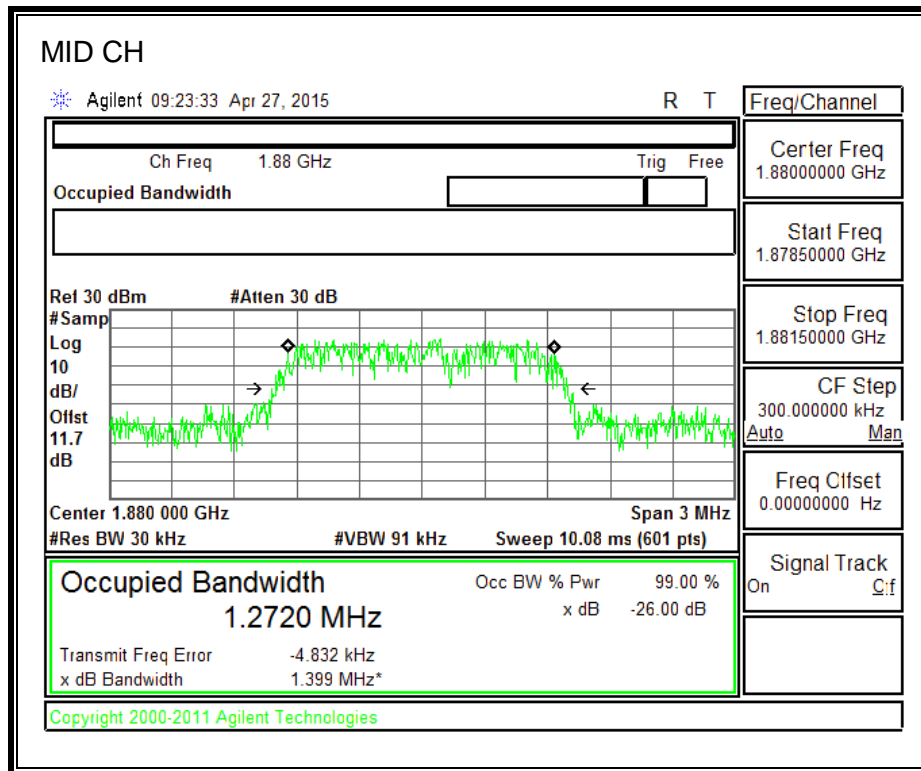 MID CH
Agilent 09:23:33 Apr 27, 2015 R T
Freq/Channel
Ch Freq 1.88 GHz Trig Free
Occupied Bandwidth
Center Freq
1.88000000 GHz
Start Freq
1.87850000 GHz
Stop Freq
1.88150000 GHz
CF Step
300.000000 kHz
Auto Man
Freq Offset
0.00000000 Hz
Signal Track
On Off
Ref 30 dBm #Atten 30 dB
#Samp
Log
10
dB/
Offst
11.7
dB
Center 1.880 000 GHz Span 3 MHz
#Res BW 30 kHz #VBW 91 kHz Sweep 10.08 ms (601 pts)
Occupied Bandwidth
1.2720 MHz
Occ BW % Pwr 99.00 %
x dB -26.00 dB
Transmit Freq Error -4.832 kHz
x dB Bandwidth 1.399 MHz*
Copyright 2000-2011 Agilent Technologies